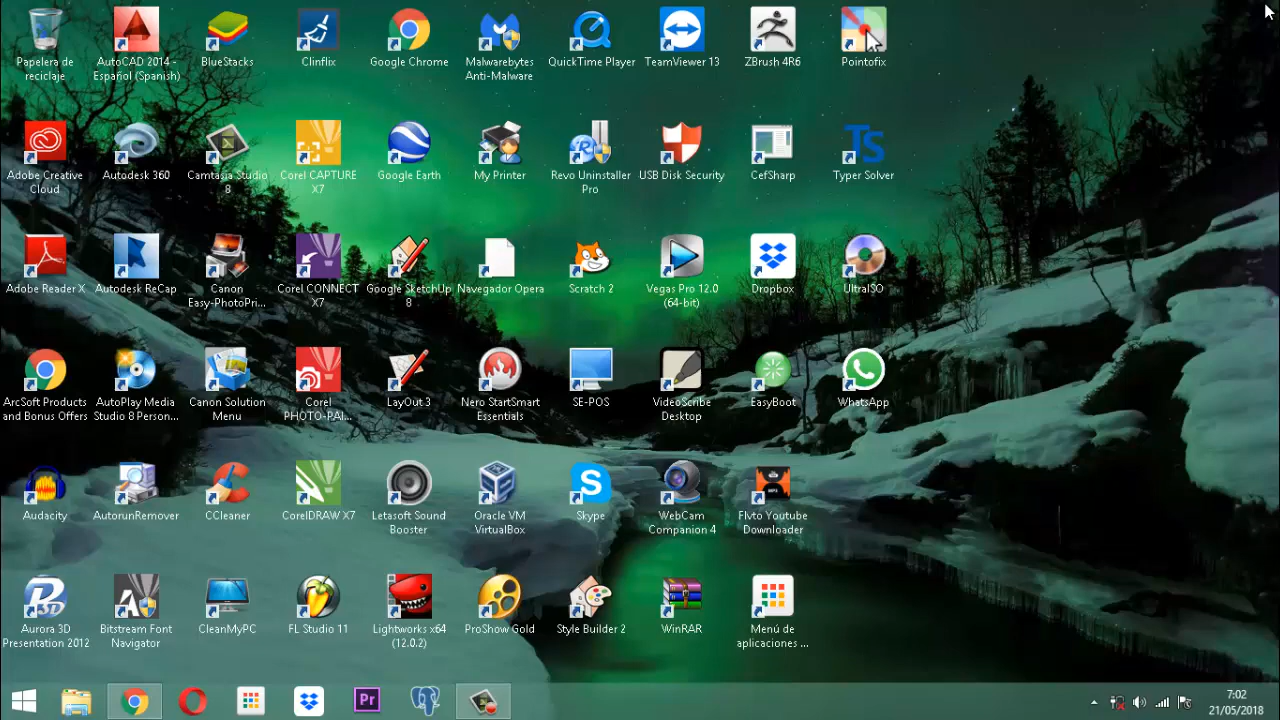 Papelera de
reciclaje
AutoCAD 2014 -
Español (Spanish)
BlueStacks
Clinflix
Google Chrome
Malwarebytes
Anti-Malware
QuickTime Player
TeamViewer 13
ZBrush 4R6
Pointofix
Adobe Creative
Cloud
Autodesk 360
Camtasia Studio
8
Corel CAPTURE
X7
Google Earth
My Printer
Revo Uninstaller
Pro
USB Disk Security
CefSharp
TS
Typer Solver
Adobe Reader X
Autodesk ReCap
Canon
Easy-PhotoPri...
Corel CONNECT
X7
Google SketchUp
8
Navegador Opera
Scratch 2
Vegas Pro 12.0
(64-bit)
Dropbox
UltraISO
ArcSoft Products
and Bonus Offers
AutoPlay Media
Studio 8 Person...
Canon Solution
Menu
Corel
PHOTO-PAI...
LayOut 3
Nero StartSmart
Essentials
SE-POS
VideoScribe
Desktop
EasyBoot
WhatsApp
Audacity
AutorunRemover
CCleaner
CorelDRAW X7
Letasoft Sound
Booster
Oracle VM
VirtualBox
Skype
WebCam
Companion 4
Flvto Youtube
Downloader
Aurora 3D
Presentation 2012
Bitstream Font
Navigator
CleanMyPC
FL Studio 11
Lightworks x64
(12.0.2)
ProShow Gold
Style Builder 2
WinRAR
Menú de
aplicaciones ...
Pr
7:02
21/05/2018